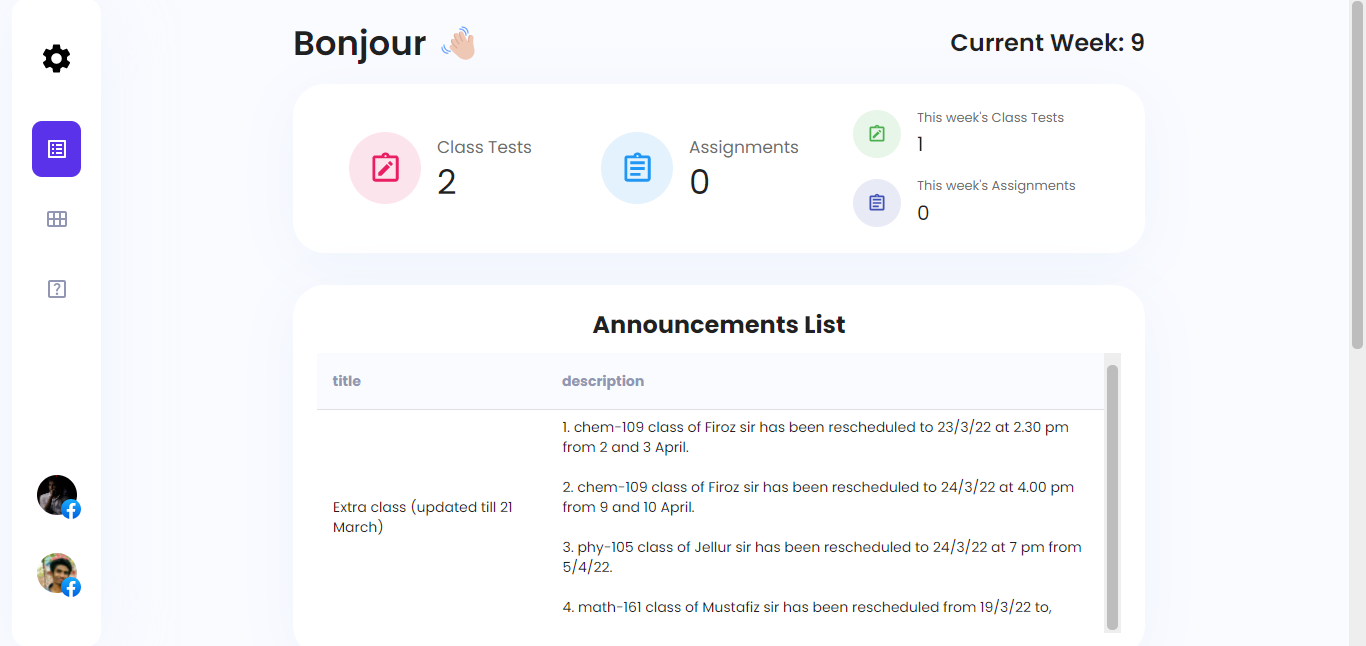 Bonjour 👋
Current Week: 9
Class Tests
2
Assignments
0
This week's Class Tests
1
This week's Assignments
0
Announcements List
title
description
Extra class (updated till 21
March)
1. chem-109 class of Firoz sir has been rescheduled to 23/3/22 at 2.30 pm
from 2 and 3 April.
2. chem-109 class of Firoz sir has been rescheduled to 24/3/22 at 4.00 pm
from 9 and 10 April.
3. phy-105 class of Jellur sir has been rescheduled to 24/3/22 at 7 pm from
5/4/22.
4. math-161 class of Mustafiz sir has been rescheduled from 19/3/22 to,